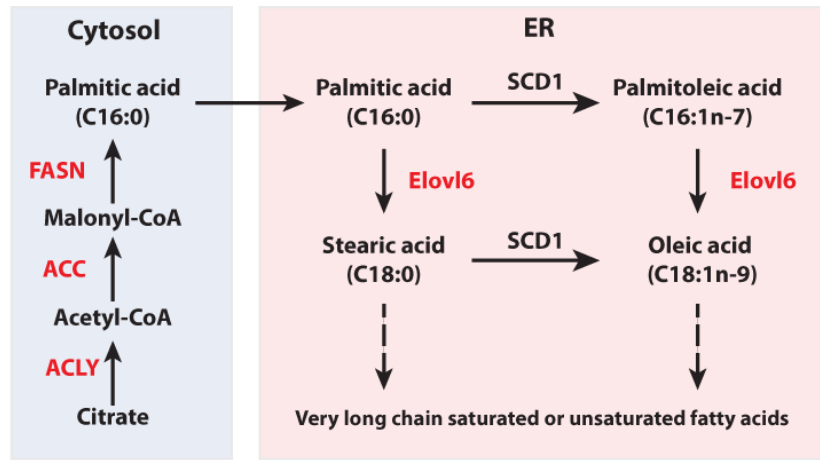 Cytosol
Palmitic acid
(C16:0)
FASN
Malonyl-CoA
ACC
Acetyl-CoA
ACLY
Citrate
ER
Palmitic acid
(C16:0)
SCD1
Palmitoleic acid
(C16:1n-7)
Elovl6
Elovl6
Stearic acid
(C18:0)
SCD1
Oleic acid
(C18:1n-9)
Very long chain saturated or unsaturated fatty acids